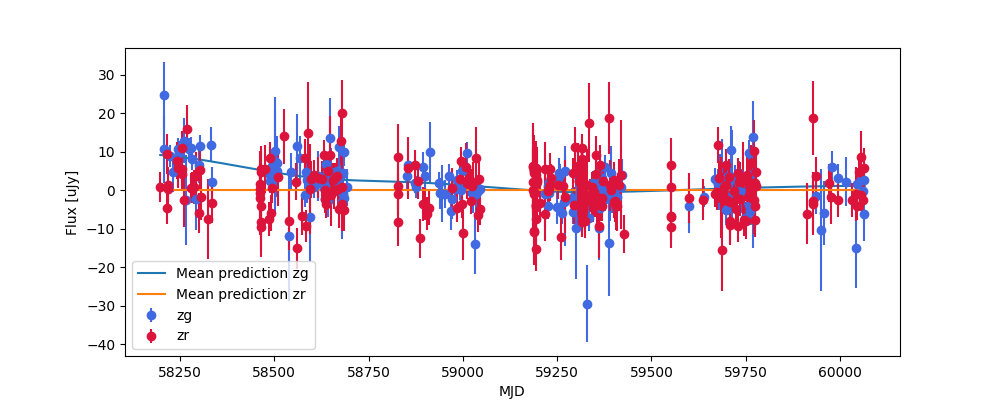 30
20
10
0
−10
−20
−30
−40
Flux [uJy]
Mean prediction zg
Mean prediction zr
zg
zr
58250 58500 58750 59000 59250 59500 59750 60000
MJD